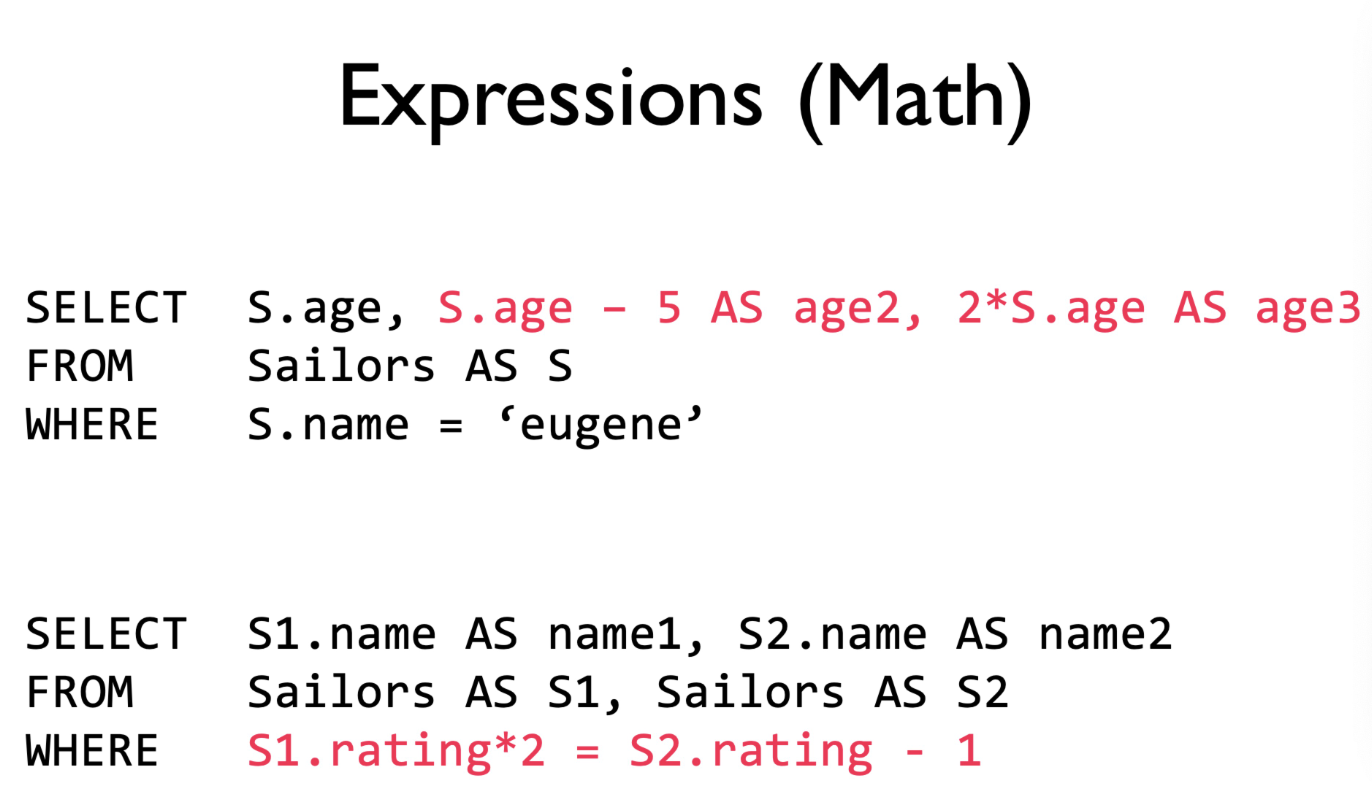 Expressions (Math)
SELECT S.age, S.age – 5 AS age2, 2*S.age AS age3
FROM Sailors AS S
WHERE S.name = ‘eugene’
SELECT S1.name AS name1, S2.name AS name2
FROM Sailors AS S1, Sailors AS S2
WHERE S1.rating*2 = S2.rating - 1